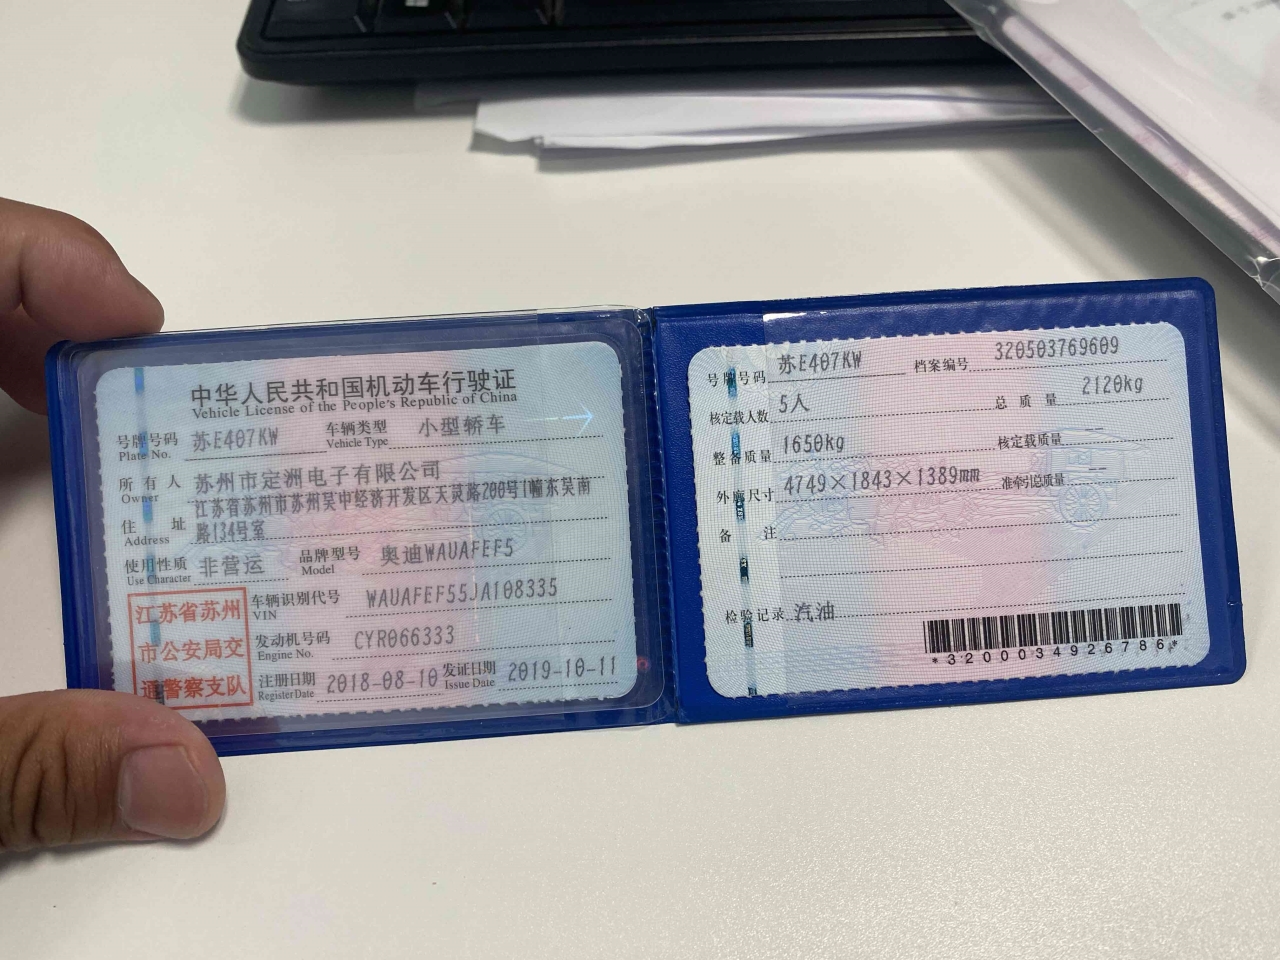 中华人民共和国机动车行驶证
Vehicle License of the People's Republic of China
号牌号码 苏E407KW 车辆类型 小型轿车
Plate No. Vehicle Type
所有人 苏州市定洲电子有限公司
Owner
住址 江苏省苏州市苏州吴中经济开发区天灵路200号1幢东吴南
Address 路134号室
使用性质 非营运 品牌型号 奥迪WAUAFEF5
Use Character Model
江苏省苏州
市公安局交
通警察支队
车辆识别代号 WAUAFEF55JA108335
VIN
发动机号码 CYR066333
Engine No.
注册日期 2018-08-10 发证日期 2019-10-11
Register Date Issue Date
号牌号码 苏E407KW 档案编号 320503769609
核定载人数 5人 总质量 2120kg
整备质量 1650kg 核定载质量 --
外廓尺寸 4749×1843×1389mm 准牵引总质量 --
备注
检验记录 汽油
*3200034926786*